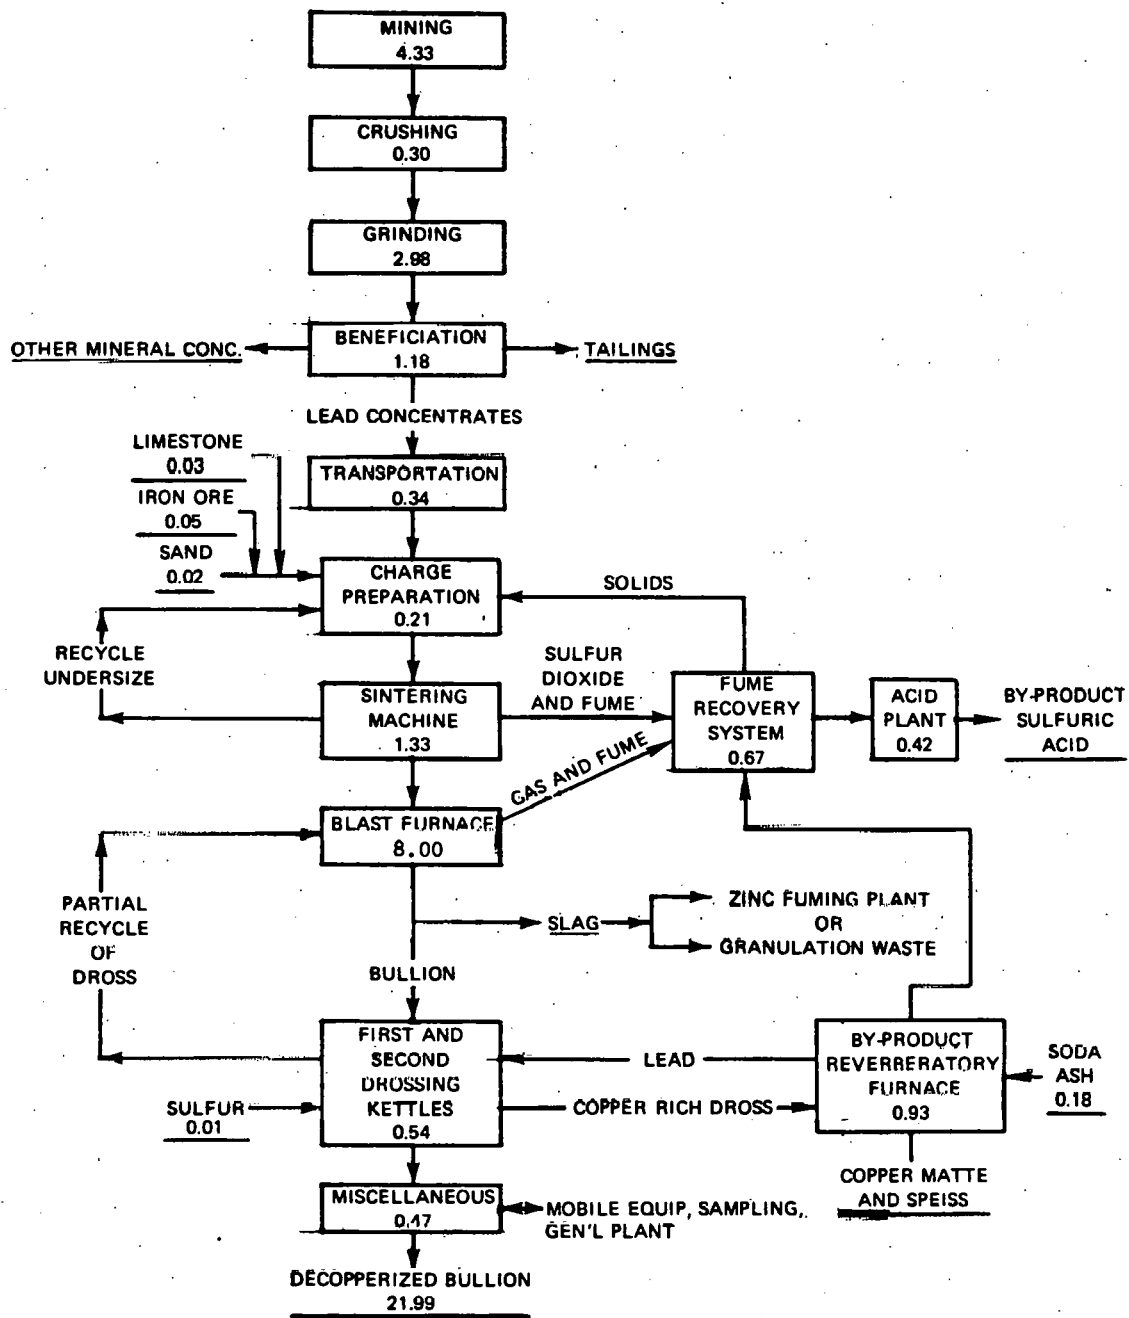 MINING
4.33
CRUSHING
0.30
GRINDING
2.98
BENEFICIATION
1.18
OTHER MINERAL CONC.
TAILINGS
LEAD CONCENTRATES
TRANSPORTATION
0.34
LIMESTONE
0.03
IRON ORE
0.05
SAND
0.02
CHARGE
PREPARATION
0.21
SOLIDS
RECYCLE
UNDERSIZE
SINTERING
MACHINE
1.33
SULFUR
DIOXIDE
AND FUME
FUME
RECOVERY
SYSTEM
0.67
ACID
PLANT
0.42
BY-PRODUCT
SULFURIC
ACID
GAS AND FUME
BLAST FURNACE
8.00
PARTIAL
RECYCLE
OF
DROSS
SLAG
ZINC FUMING PLANT
OR
GRANULATION WASTE
BULLION
FIRST AND
SECOND
DROSSING
KETTLES
0.54
LEAD
COPPER RICH DROSS
SULFUR
0.01
BY-PRODUCT
REVERBERATORY
FURNACE
0.93
SODA
ASH
0.18
COPPER MATTE
AND SPEISS
MISCELLANEOUS
0.47
MOBILE EQUIP, SAMPLING,
GEN'L PLANT
DECOPPERIZED BULLION
21.99